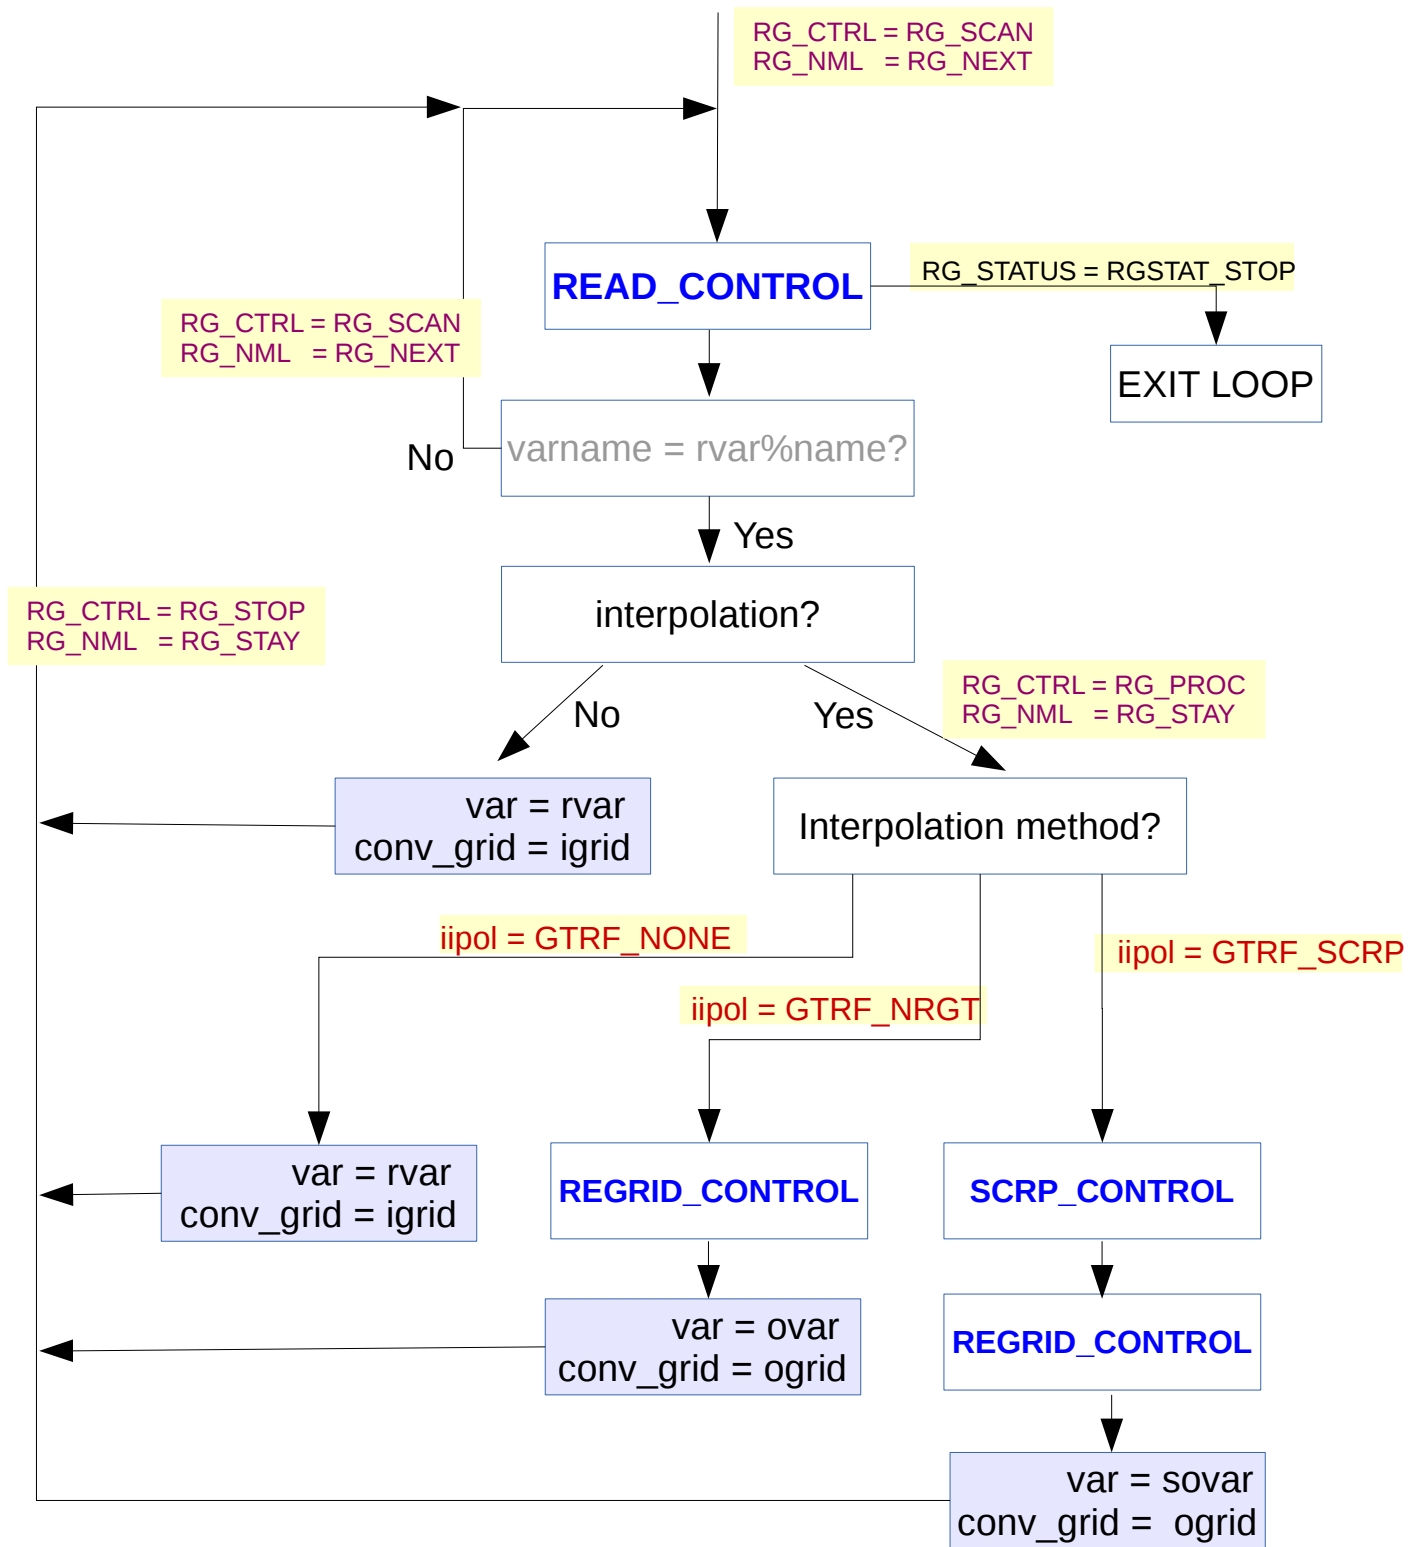 RG_CTRL = RG_SCAN
RG_NML = RG_NEXT
READ_CONTROL
RG_STATUS = RGSTAT_STOP
RG_CTRL = RG_SCAN
RG_NML = RG_NEXT
EXIT LOOP
varname = rvar%name?
No
Yes
interpolation?
RG_CTRL = RG_STOP
RG_NML = RG_STAY
No
Yes
RG_CTRL = RG_PROC
RG_NML = RG_STAY
var = rvar
conv_grid = igrid
Interpolation method?
iipol = GTRF_NONE
iipol = GTRF_SCRP
iipol = GTRF_NRGT
var = rvar
conv_grid = igrid
REGRID_CONTROL
SCRP_CONTROL
var = ovar
conv_grid = ogrid
REGRID_CONTROL
var = sovar
conv_grid = ogrid